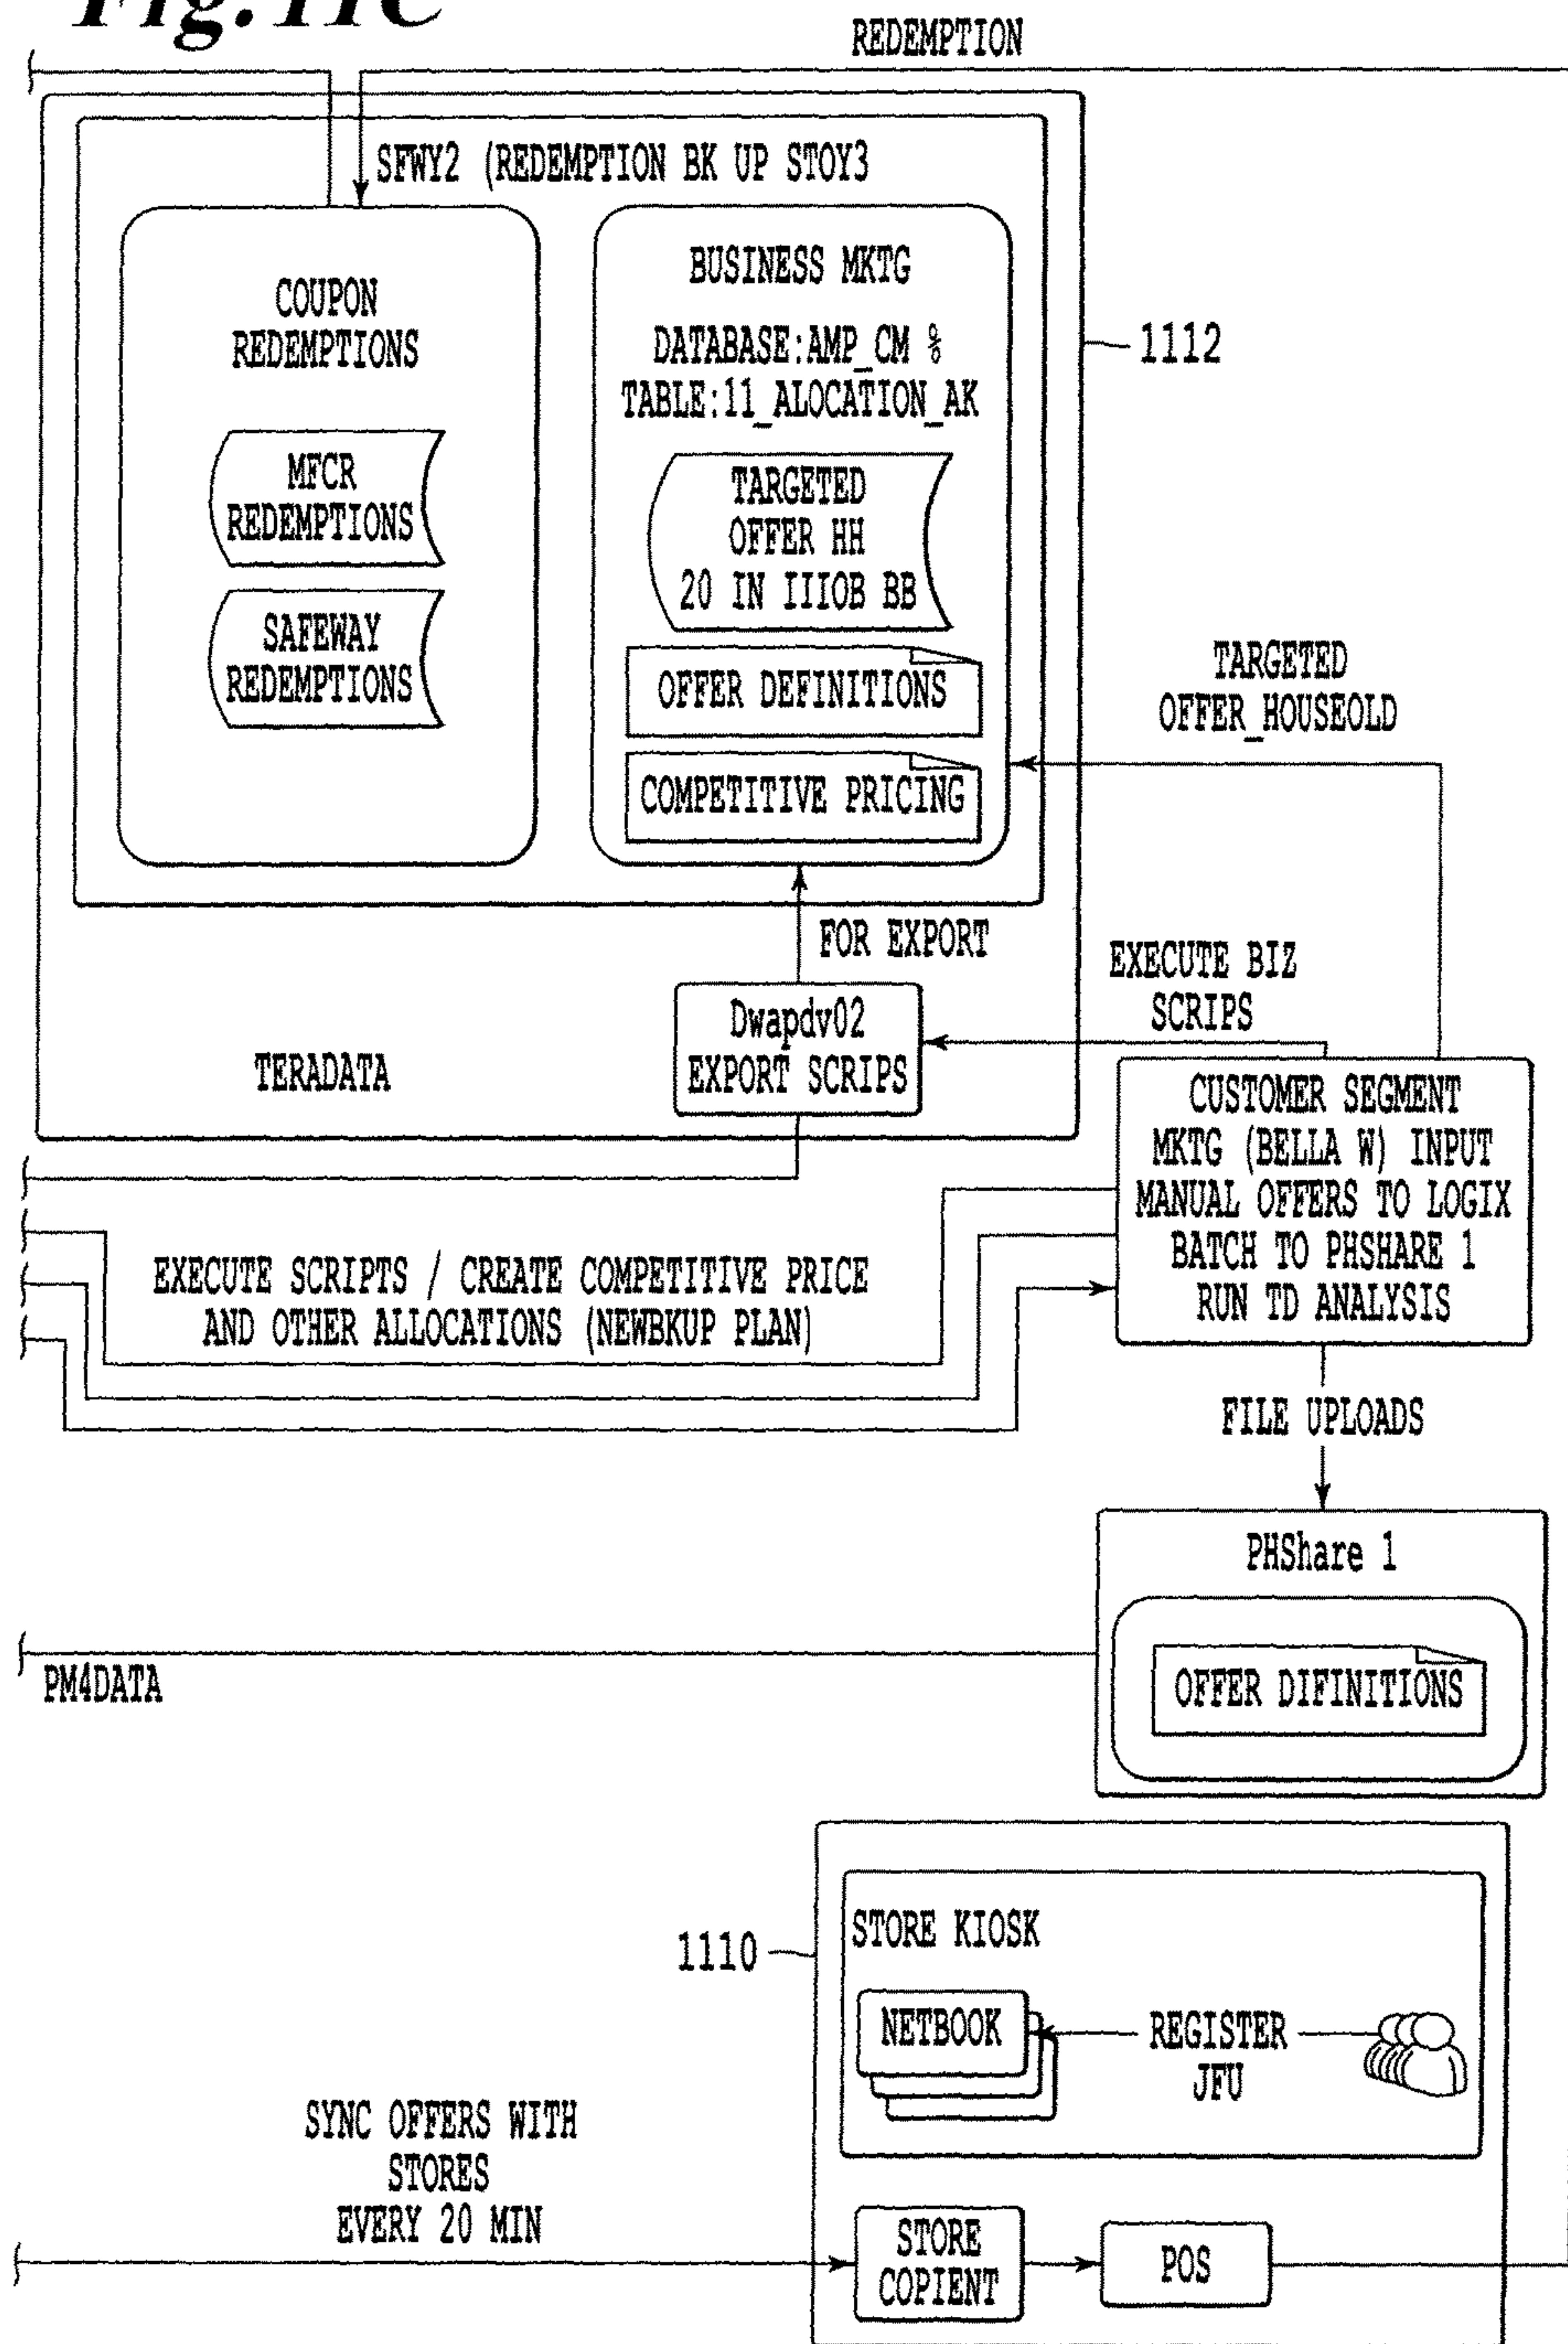 Fig. 11C
REDEMPTION
SFWY2 (REDEMPTION BK UP STOY3
COUPON
REDEMPTIONS
MFCR
REDEMPTIONS
SAFEWAY
REDEMPTIONS
BUSINESS MKTG
DATABASE:AMP_CM %
TABLE:11_ALOCATION_AK
TARGETED
OFFER HH
20 IN IIIOB BB
OFFER DEFINITIONS
COMPETITIVE PRICING
1112
TARGETED
OFFER_HOUSEOLD
FOR EXPORT
EXECUTE BIZ
SCRIPS
Dwapdv02
EXPORT SCRIPS
TERADATA
CUSTOMER SEGMENT
MKTG (BELLA W) INPUT
MANUAL OFFERS TO LOGIX
BATCH TO PHSHARE 1
RUN TD ANALYSIS
EXECUTE SCRIPTS / CREATE COMPETITIVE PRICE
AND OTHER ALLOCATIONS (NEWBKUP PLAN)
FILE UPLOADS
PHShare 1
OFFER DIFINITIONS
PM4DATA
1110
STORE KIOSK
NETBOOK
REGISTER
JFU
SYNC OFFERS WITH
STORES
EVERY 20 MIN
STORE
COPIENT
POS